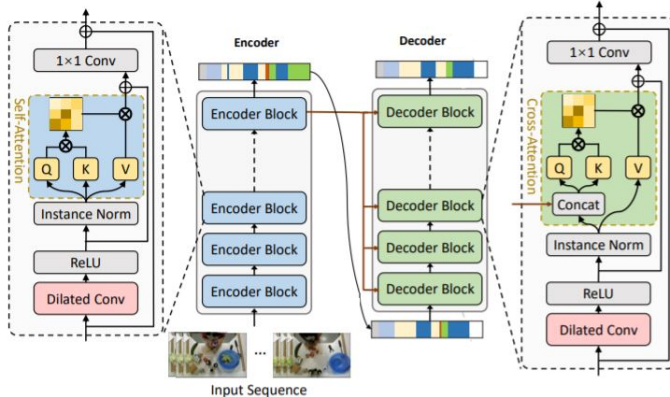 1×1 Conv
Self-Attention
Q
K
V
Instance Norm
ReLU
Dilated Conv
Encoder
Encoder Block
Encoder Block
Encoder Block
Encoder Block
...
Input Sequence
Decoder
Decoder Block
Decoder Block
Decoder Block
Decoder Block
1×1 Conv
Cross-Attention
Q
K
V
Concat
Instance Norm
ReLU
Dilated Conv